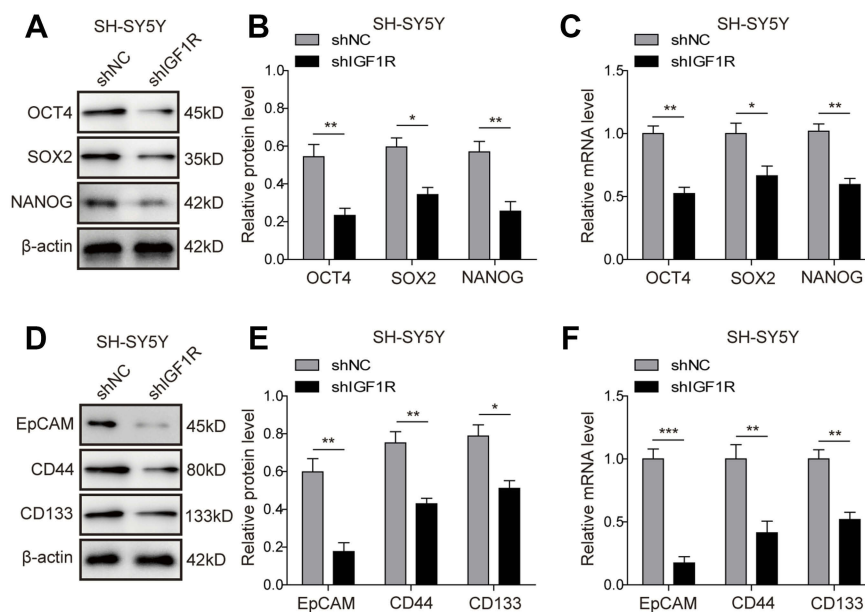 A
SH-SY5Y
shNC shIGF1R
OCT4 45kD
SOX2 35kD
NANOG 42kD
β-actin 42kD
B
SH-SY5Y
shNC
shIGF1R
Relative protein level
1.0
0.8
0.6
0.4
0.2
0.0
** * **
OCT4 SOX2 NANOG
C
SH-SY5Y
shNC
shIGF1R
Relative mRNA level
1.5
1.0
0.5
0.0
** * **
OCT4 SOX2 NANOG
D
SH-SY5Y
shNC shIGF1R
EpCAM 45kD
CD44 80kD
CD133 133kD
β-actin 42kD
E
SH-SY5Y
shNC
shIGF1R
Relative protein level
1.0
0.8
0.6
0.4
0.2
0.0
** ** *
EpCAM CD44 CD133
F
SH-SY5Y
shNC
shIGF1R
Relative mRNA level
1.5
1.0
0.5
0.0
*** ** **
EpCAM CD44 CD133